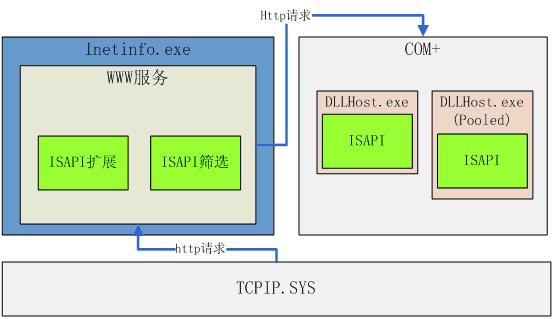 Http请求
Inetinfo.exe
WWW服务
ISAPI扩展
ISAPI筛选
COM+
DLLHost.exe
ISAPI
DLLHost.exe
(Pooled)
ISAPI
http请求
TCPIP.SYS